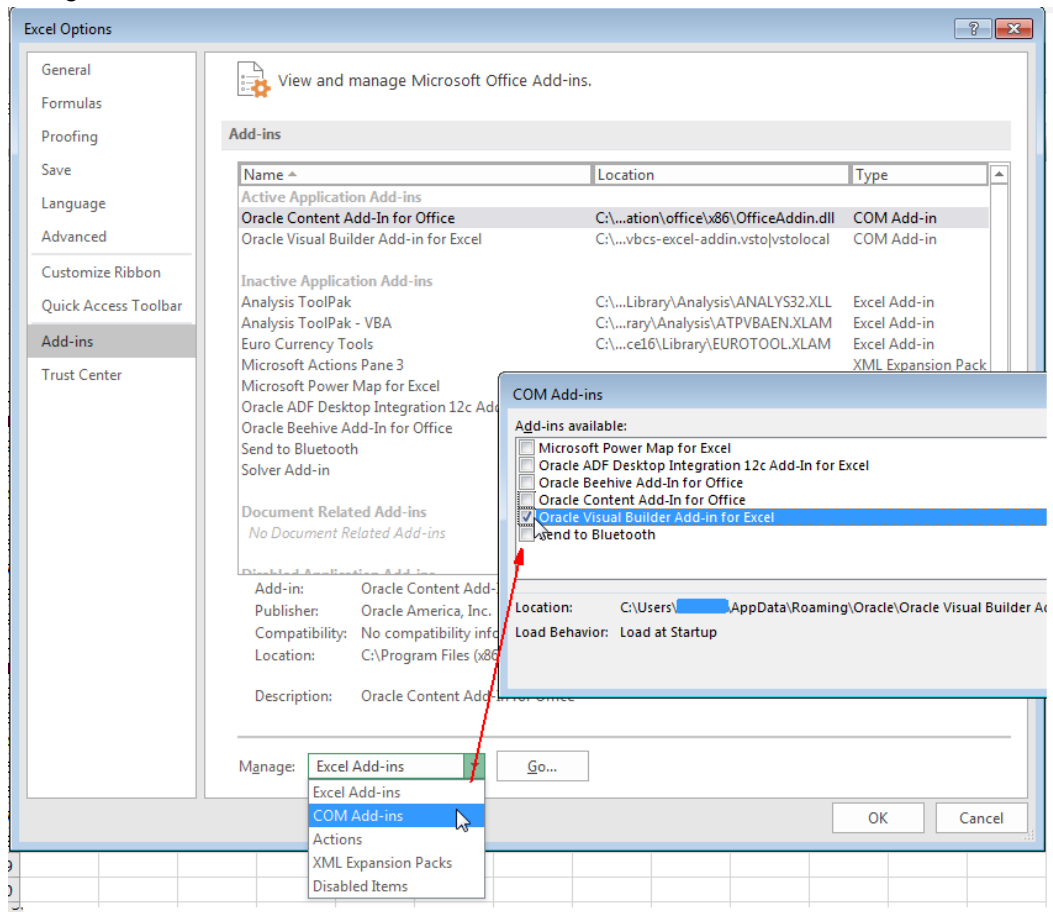 Excel Options
General
Formulas
Proofing
Save
Language
Advanced
Customize Ribbon
Quick Access Toolbar
Add-ins
Trust Center
View and manage Microsoft Office Add-ins.
Add-ins
Name Location Type
Active Application Add-ins
Oracle Content Add-In for Office C:\...ation\office\x86\OfficeAddin.dll COM Add-in
Oracle Visual Builder Add-in for Excel C:\...vbcs-excel-addin.vsto|vstolocal COM Add-in
Inactive Application Add-ins
Analysis ToolPak C:\...Library\Analysis\ANALYS32.XLL Excel Add-in
Analysis ToolPak - VBA C:\...rary\Analysis\ATPVBAEN.XLAM Excel Add-in
Euro Currency Tools C:\...ce16\Library\EUROTOOL.XLAM Excel Add-in
Microsoft Actions Pane 3 XML Expansion Pack
Microsoft Power Map for Excel
Oracle ADF Desktop Integration 12c Add
Oracle Beehive Add-In for Office
Send to Bluetooth
Solver Add-in
Document Related Add-ins
No Document Related Add-ins
Disabled Application Add-ins
Add-in: Oracle Content Add-
Publisher: Oracle America, Inc.
Compatibility: No compatibility info
Location: C:\Program Files (x86
Description: Oracle Content Add-In for Office
Manage: Excel Add-ins Go...
Excel Add-ins
COM Add-ins
Actions
XML Expansion Packs
Disabled Items
OK Cancel
COM Add-ins
Add-ins available:
Microsoft Power Map for Excel
Oracle ADF Desktop Integration 12c Add-In for Excel
Oracle Beehive Add-In for Office
Oracle Content Add-In for Office
Oracle Visual Builder Add-in for Excel
Send to Bluetooth
Location: C:\Users\ \AppData\Roaming\Oracle\Oracle Visual Builder Ad
Load Behavior: Load at Startup